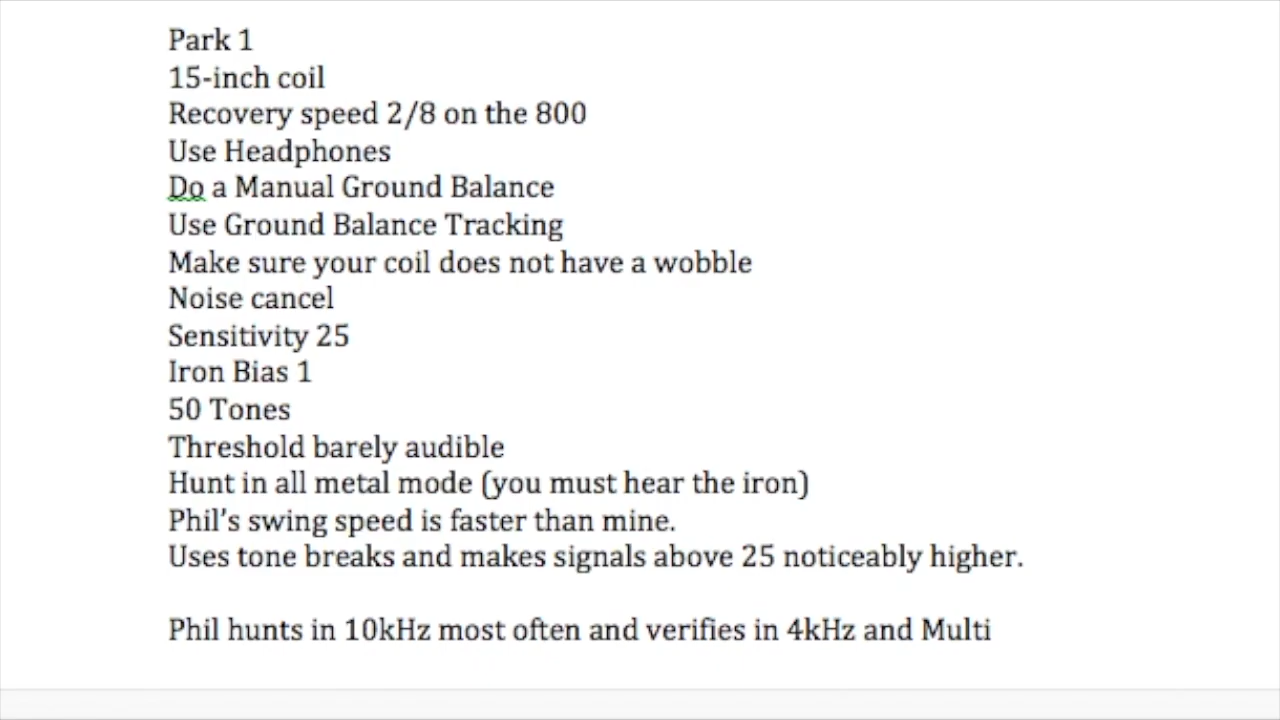 Park 1
15-inch coil
Recovery speed 2/8 on the 800
Use Headphones
Do a Manual Ground Balance
Use Ground Balance Tracking
Make sure your coil does not have a wobble
Noise cancel
Sensitivity 25
Iron Bias 1
50 Tones
Threshold barely audible
Hunt in all metal mode (you must hear the iron)
Phil’s swing speed is faster than mine.
Uses tone breaks and makes signals above 25 noticeably higher.
Phil hunts in 10kHz most often and verifies in 4kHz and Multi